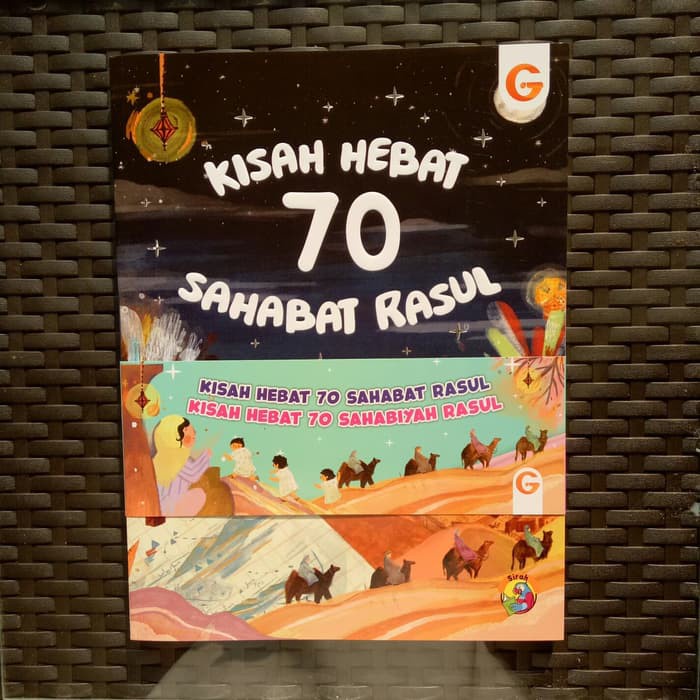 G
KISAH HEBAT
70
SAHABAT RASUL
KISAH HEBAT 70 SAHABAT RASUL
KISAH HEBAT 70 SAHABIYAH RASUL
G
Sirah